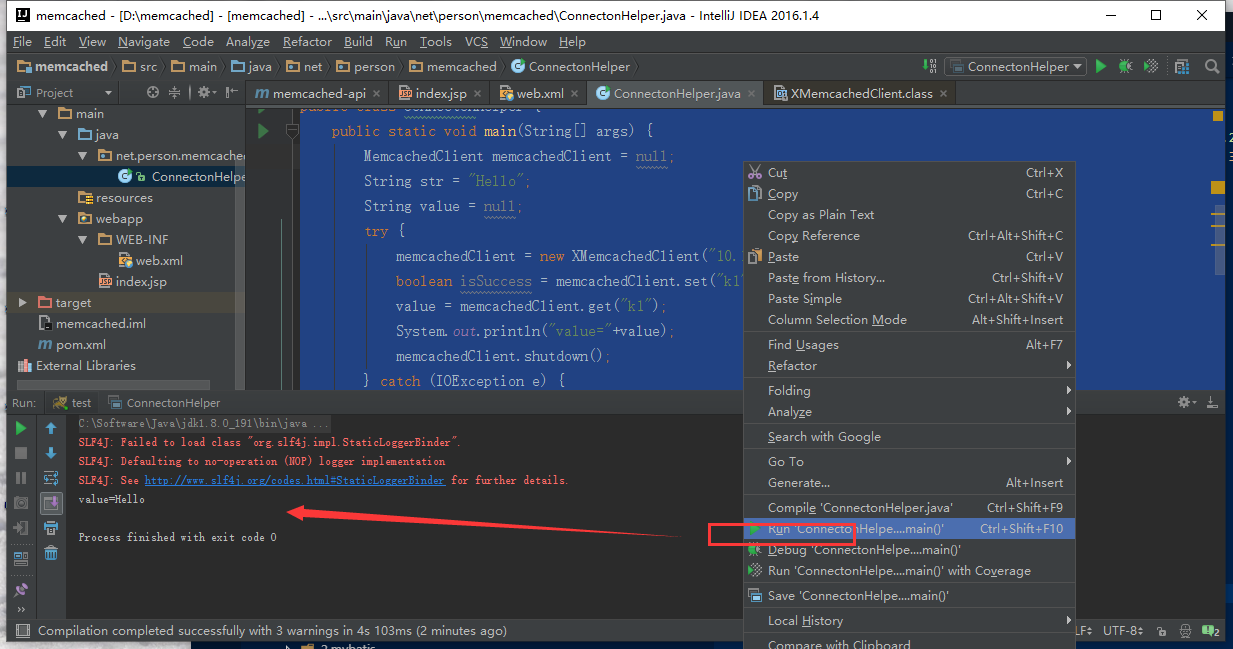 memcached - [D:\memcached] - [memcached] - ...\src\main\java\net\person\memcached\ConnectonHelper.java - IntelliJ IDEA 2016.1.4
File Edit View Navigate Code Analyze Refactor Build Run Tools VCS Window Help
memcached src main java net person memcached ConnectonHelper ConnectonHelper
Project memcached-api index.jsp web.xml ConnectonHelper.java XMemcachedClient.class
main
java
net.person.memcache
ConnectonHelpe
resources
webapp
WEB-INF
web.xml
index.jsp
target
memcached.iml
pom.xml
External Libraries
public static void main(String[] args) {
MemcachedClient memcachedClient = null;
String str = "Hello";
String value = null;
try {
memcachedClient = new XMemcachedClient("10.
boolean isSuccess = memcachedClient.set("k1"
value = memcachedClient.get("k1");
System.out.println("value="+value);
memcachedClient.shutdown();
} catch (IOException e) {
Cut Ctrl+X
Copy Ctrl+C
Copy as Plain Text
Copy Reference Ctrl+Alt+Shift+C
Paste Ctrl+V
Paste from History... Ctrl+Shift+V
Paste Simple Ctrl+Alt+Shift+V
Column Selection Mode Alt+Shift+Insert
Find Usages Alt+F7
Refactor
Folding
Analyze
Search with Google
Go To
Generate... Alt+Insert
Compile 'ConnectonHelper.java' Ctrl+Shift+F9
Run 'ConnectonHelpe....main()' Ctrl+Shift+F10
Debug 'ConnectonHelpe....main()'
Run 'ConnectonHelpe....main()' with Coverage
Save 'ConnectonHelpe....main()'
Local History
Compare with Clipboard
Run: test ConnectonHelper
C:\Software\Java\jdk1.8.0_191\bin\java ...
SLF4J: Failed to load class "org.slf4j.impl.StaticLoggerBinder".
SLF4J: Defaulting to no-operation (NOP) logger implementation
SLF4J: See http://www.slf4j.org/codes.html#StaticLoggerBinder for further details.
value=Hello
Process finished with exit code 0
Compilation completed successfully with 3 warnings in 4s 103ms (2 minutes ago) LF UTF-8 2